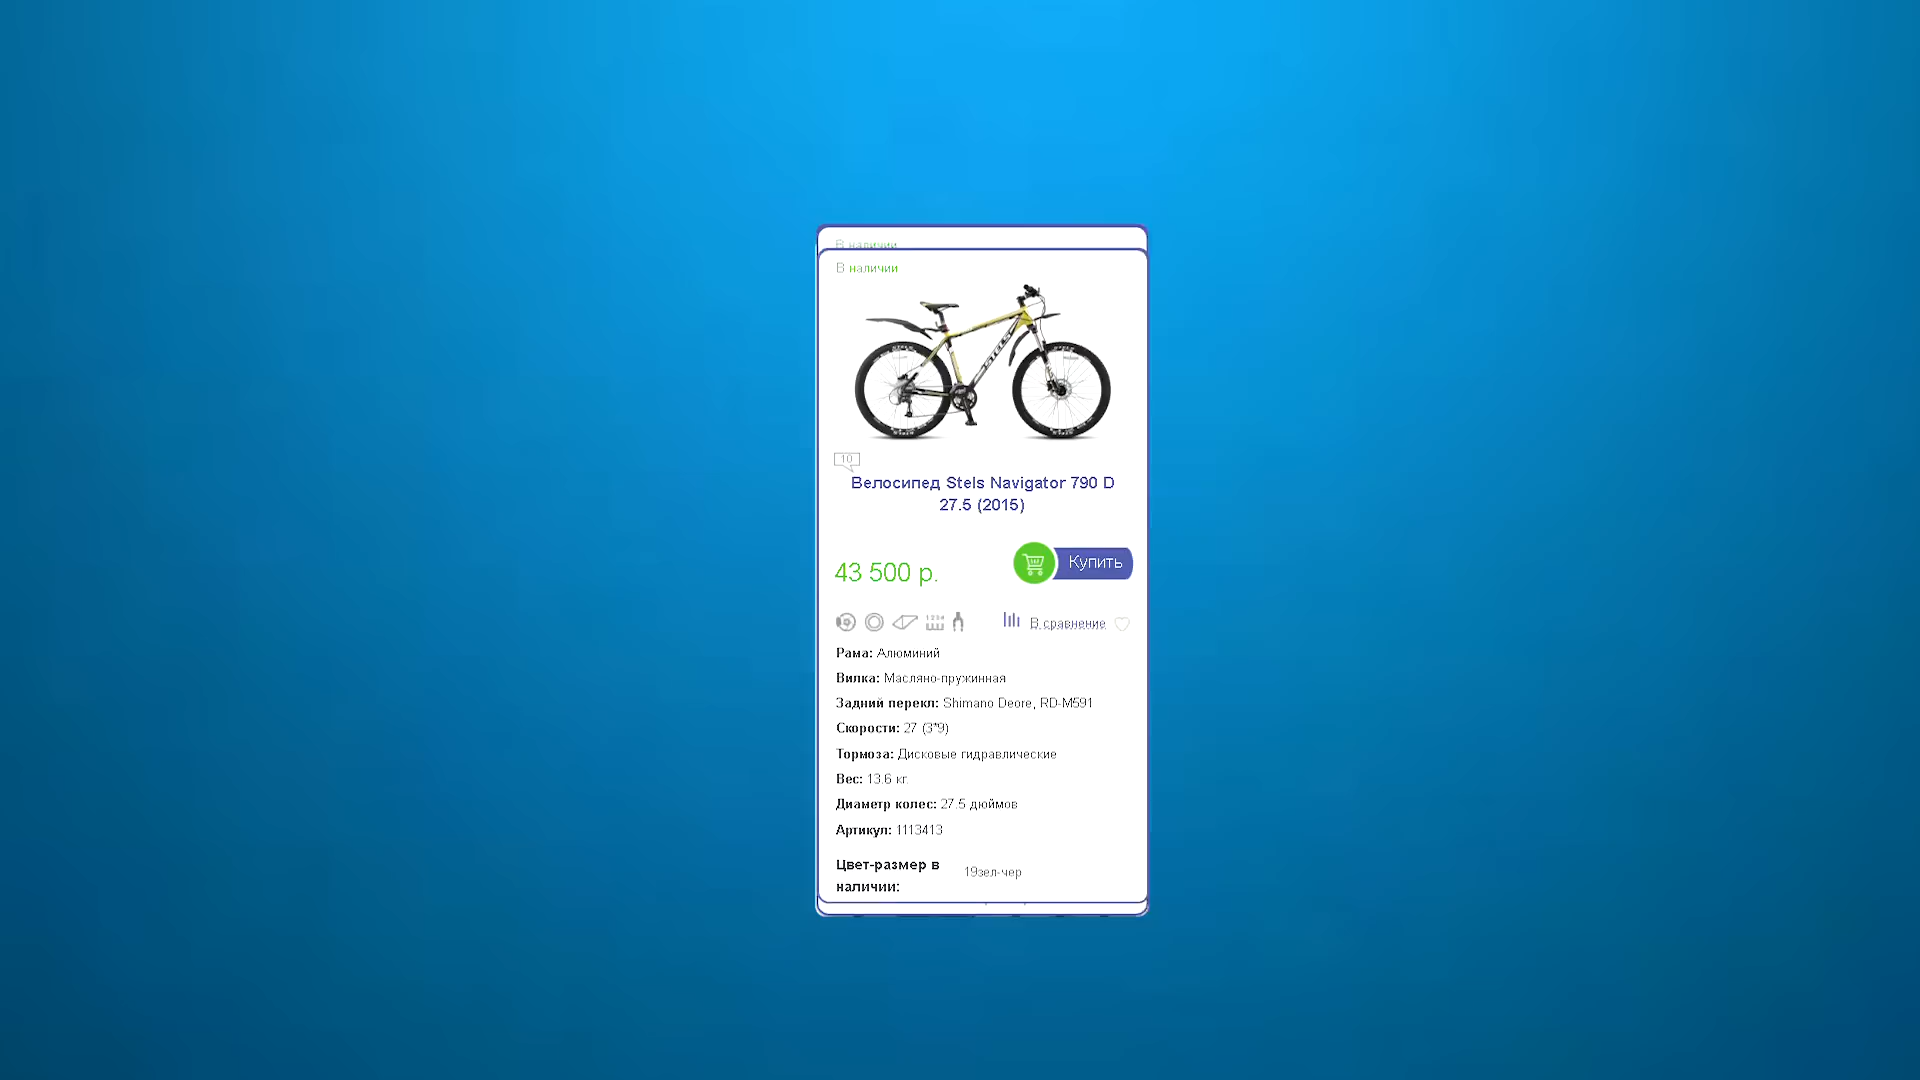 В наличии
В наличии
STELS
10
Велосипед Stels Navigator 790 D
27.5 (2015)
43 500 р.
Купить
1234
В сравнение
Рама: Алюминий
Вилка: Масляно-пружинная
Задний перекл: Shimano Deore, RD-M591
Скорости: 27 (3*9)
Тормоза: Дисковые гидравлические
Вес: 13.6 кг.
Диаметр колес: 27.5 дюймов
Артикул: 1113413
Цвет-размер в
наличии:
19зел-чер